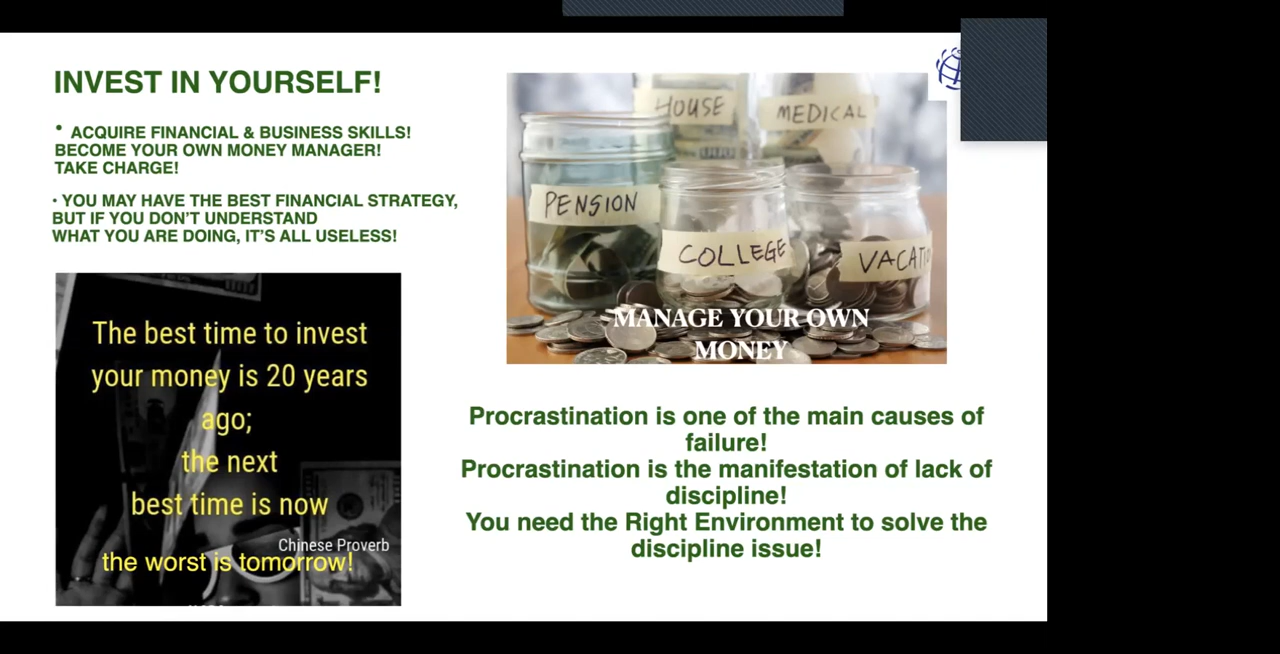 INVEST IN YOURSELF!
• ACQUIRE FINANCIAL & BUSINESS SKILLS!
BECOME YOUR OWN MONEY MANAGER!
TAKE CHARGE!
• YOU MAY HAVE THE BEST FINANCIAL STRATEGY,
BUT IF YOU DON'T UNDERSTAND
WHAT YOU ARE DOING, IT'S ALL USELESS!
The best time to invest
your money is 20 years
ago;
the next
best time is now
Chinese Proverb
the worst is tomorrow!
HOUSE
MEDICAL
PENSION
COLLEGE
VACATI
MANAGE YOUR OWN
MONEY
Procrastination is one of the main causes of
failure!
Procrastination is the manifestation of lack of
discipline!
You need the Right Environment to solve the
discipline issue!